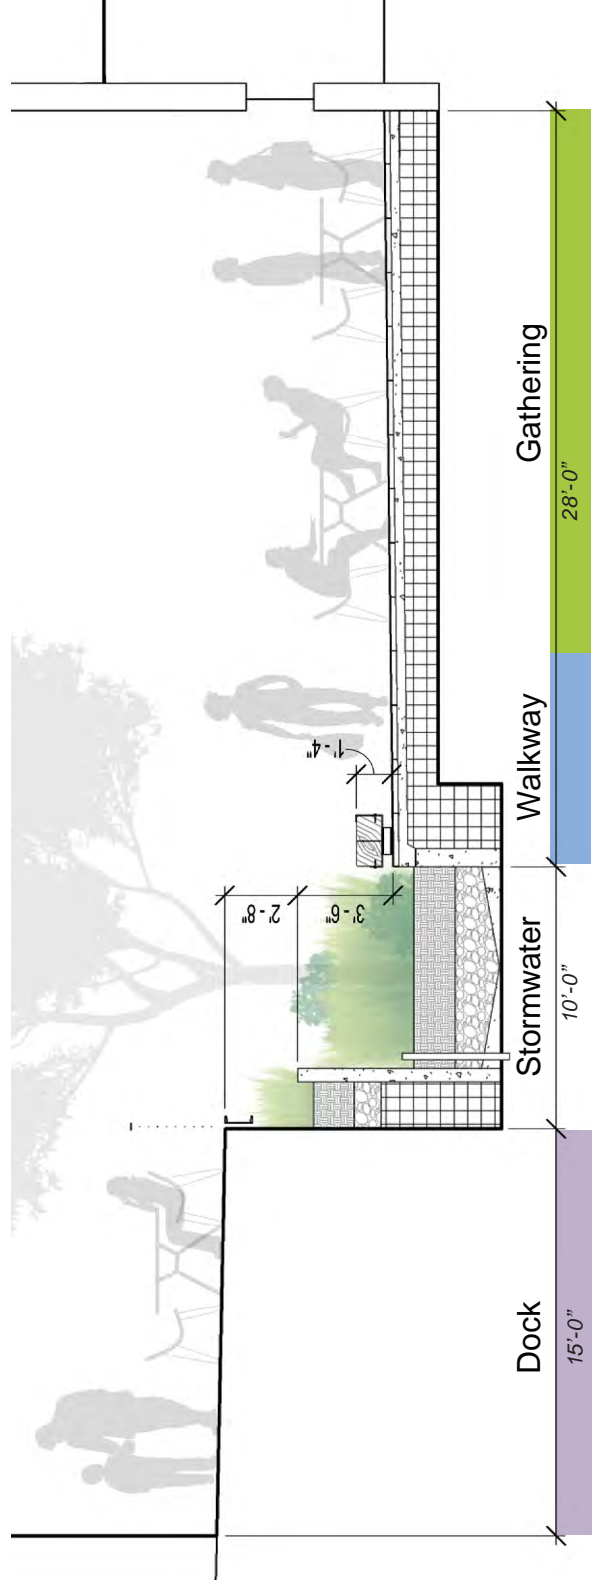 Dock
Stormwater
Walkway
Gathering
15'-0"
10'-0"
28'-0"
2' - 8"
3' - 6"
1' - 4"